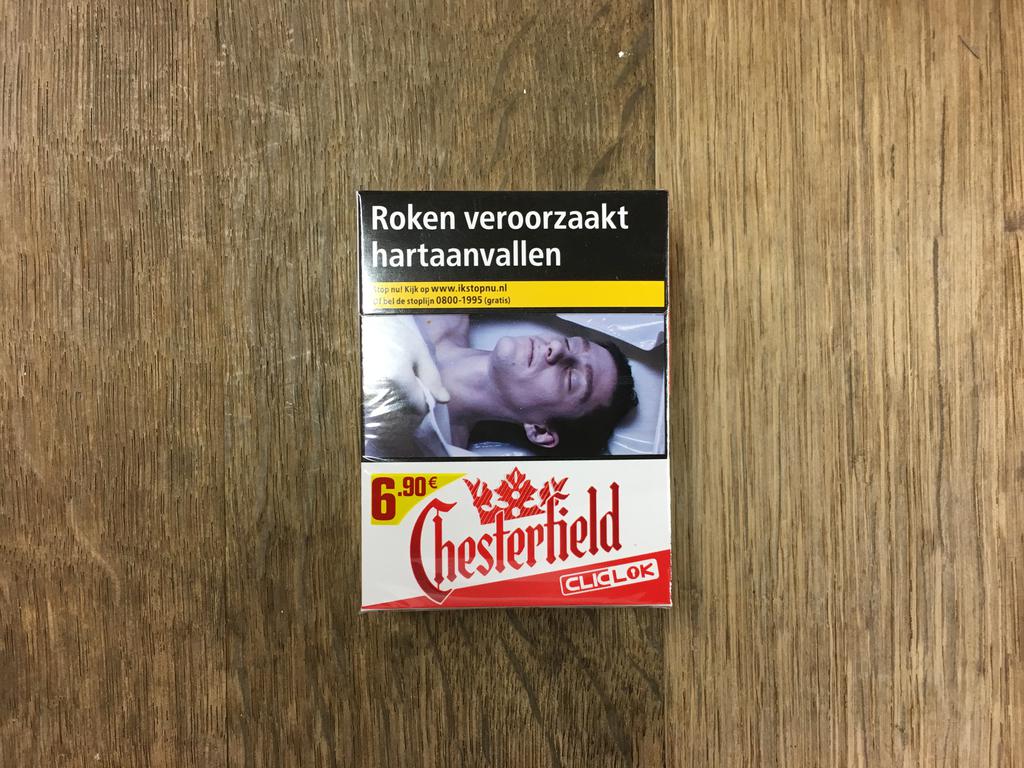 Roken veroorzaakt
hartaanvallen
Stop nu! Kijk op www.ikstopnu.nl
Of bel de stoplijn 0800-1995 (gratis)
6.90€
Chesterfield
CLICLOK